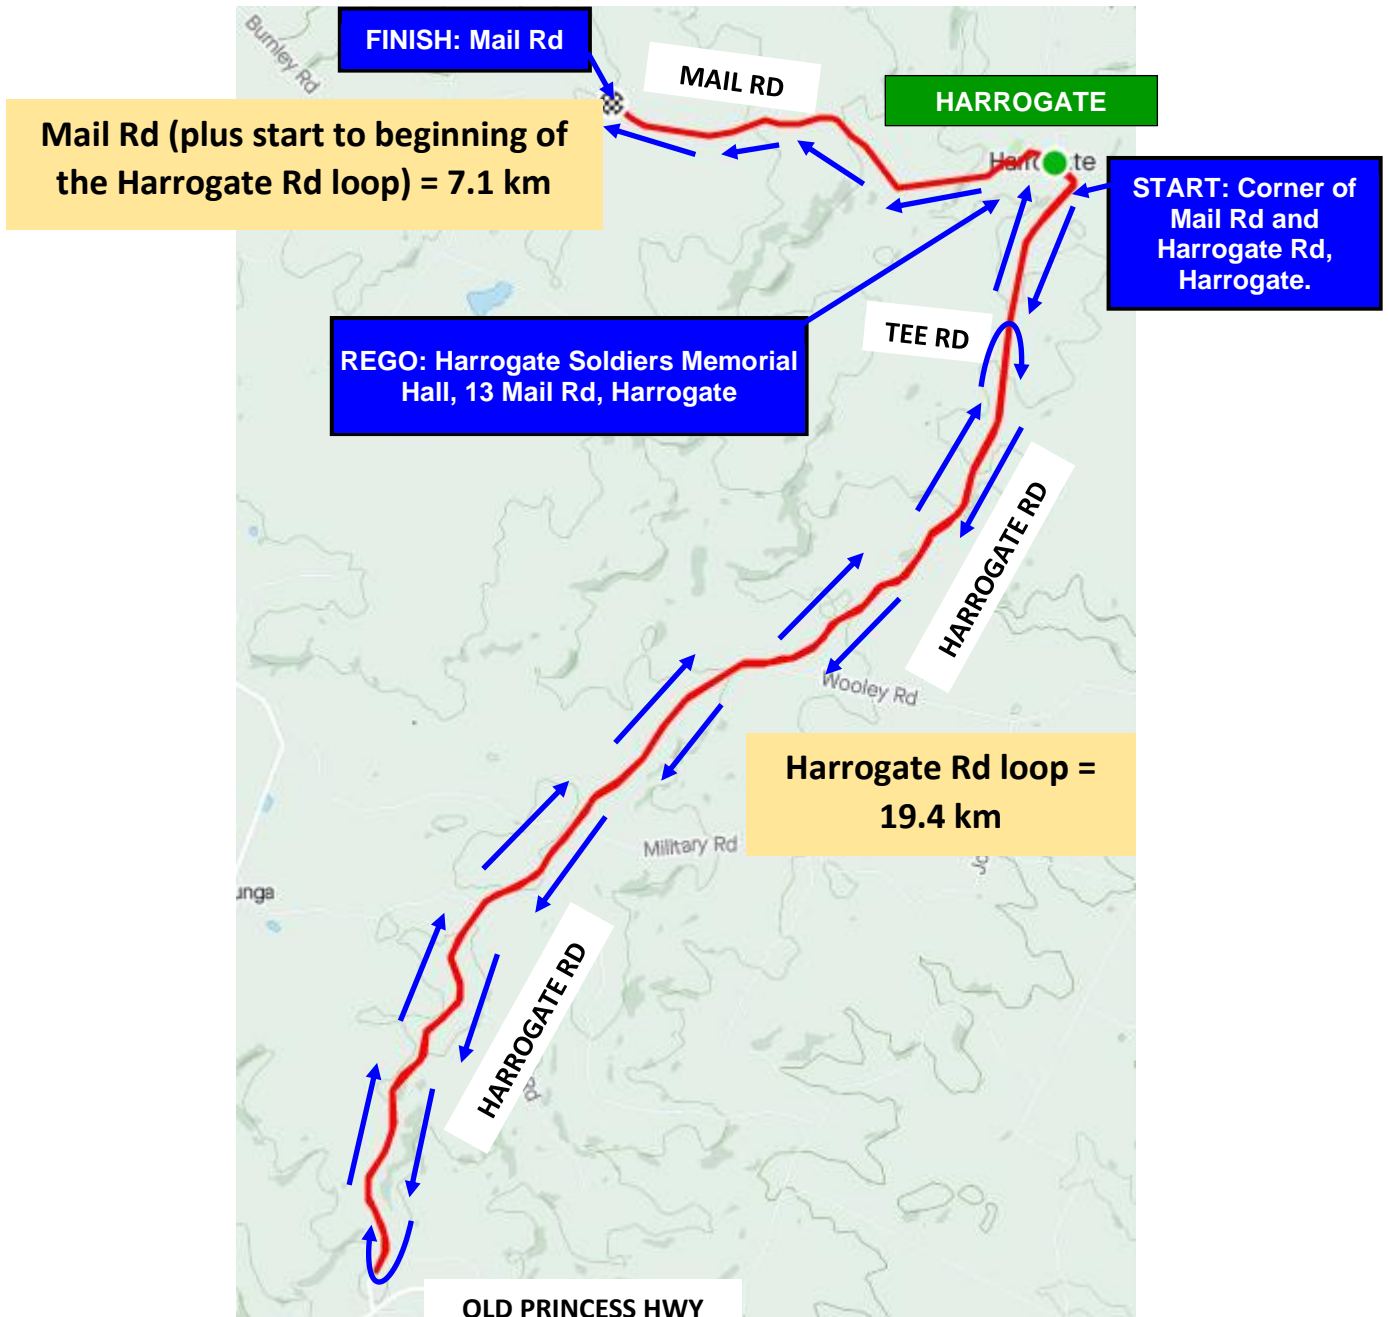 Burnley Rd
FINISH: Mail Rd
MAIL RD
HARROGATE
Mail Rd (plus start to beginning of
the Harrogate Rd loop) = 7.1 km
START: Corner of
Mail Rd and
Harrogate Rd,
Harrogate.
TEE RD
REGO: Harrogate Soldiers Memorial
Hall, 13 Mail Rd, Harrogate
HARROGATE RD
Wooley Rd
Harrogate Rd loop =
19.4 km
Military Rd
unga
HARROGATE RD
Rd
OLD PRINCESS HWY